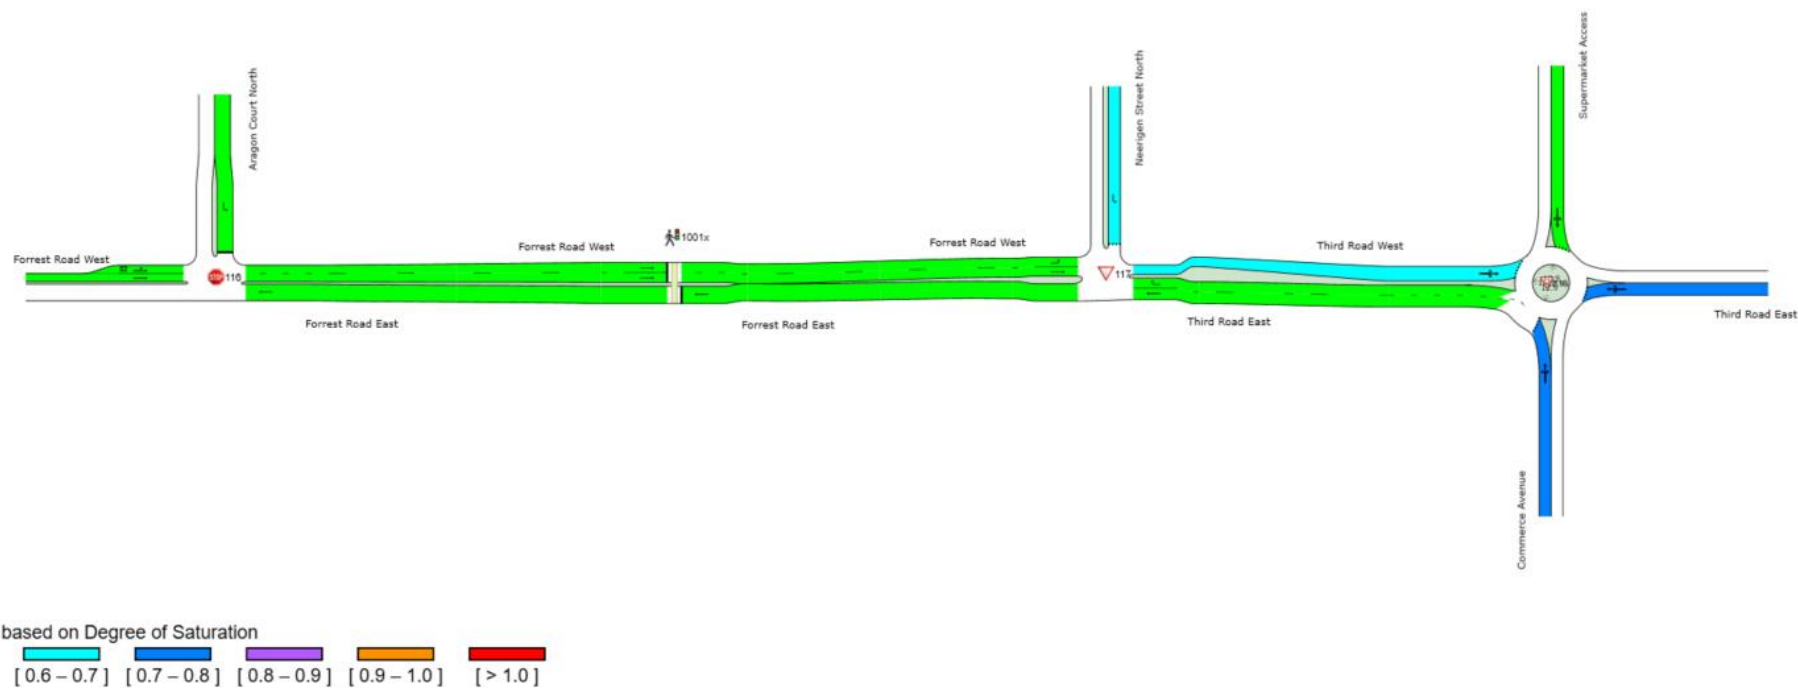 Supermarket Access
Aragon Court North
Neerigen Street North
1001x
Forrest Road West
Forrest Road West
Forrest Road West
Third Road West
STOP 116
117
Forrest Road East
Forrest Road East
Third Road East
Third Road East
Commerce Avenue
based on Degree of Saturation
[ 0.6 – 0.7 ] [ 0.7 – 0.8 ] [ 0.8 – 0.9 ] [ 0.9 – 1.0 ] [ > 1.0 ]